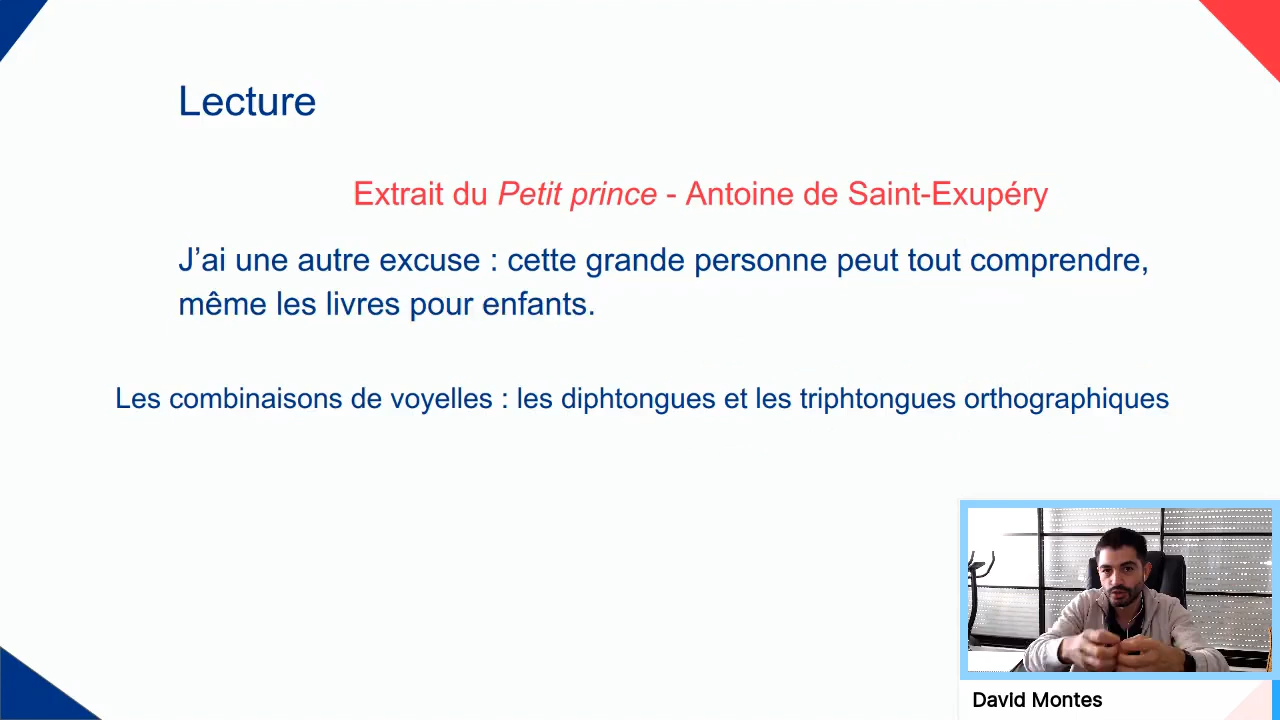 Lecture
Extrait du Petit prince - Antoine de Saint-Exupéry
J’ai une autre excuse : cette grande personne peut tout comprendre,
même les livres pour enfants.
Les combinaisons de voyelles : les diphtongues et les triphtongues orthographiques
DavId Montes